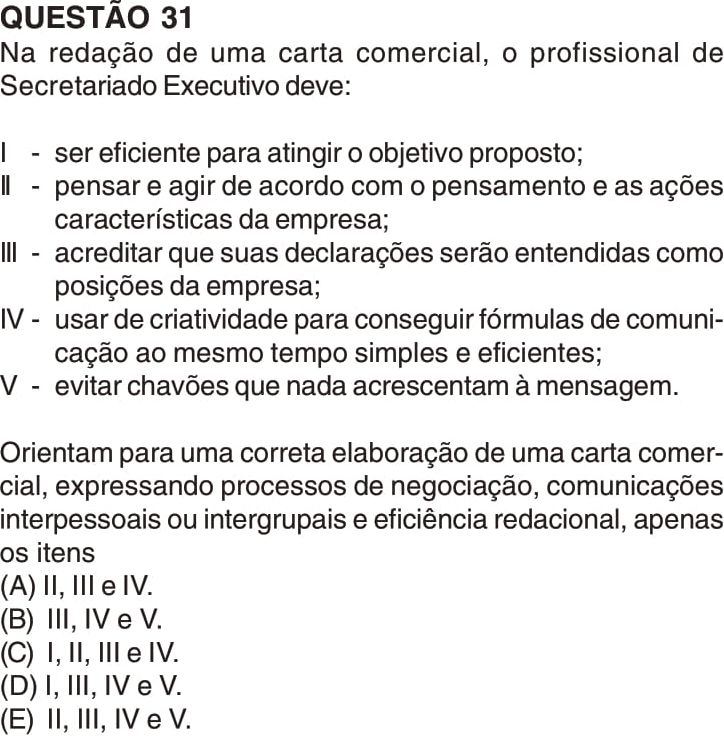 QUESTÃO 31
Na redação de uma carta comercial, o profissional de
Secretariado Executivo deve:
I - ser eficiente para atingir o objetivo proposto;
II - pensar e agir de acordo com o pensamento e as ações
características da empresa;
III - acreditar que suas declarações serão entendidas como
posições da empresa;
IV - usar de criatividade para conseguir fórmulas de comuni-
cação ao mesmo tempo simples e eficientes;
V - evitar chavões que nada acrescentam à mensagem.
Orientam para uma correta elaboração de uma carta comer-
cial, expressando processos de negociação, comunicações
interpessoais ou intergrupais e eficiência redacional, apenas
os itens
(A) II, III e IV.
(B) III, IV e V.
(C) I, II, III e IV.
(D) I, III, IV e V.
(E) II, III, IV e V.